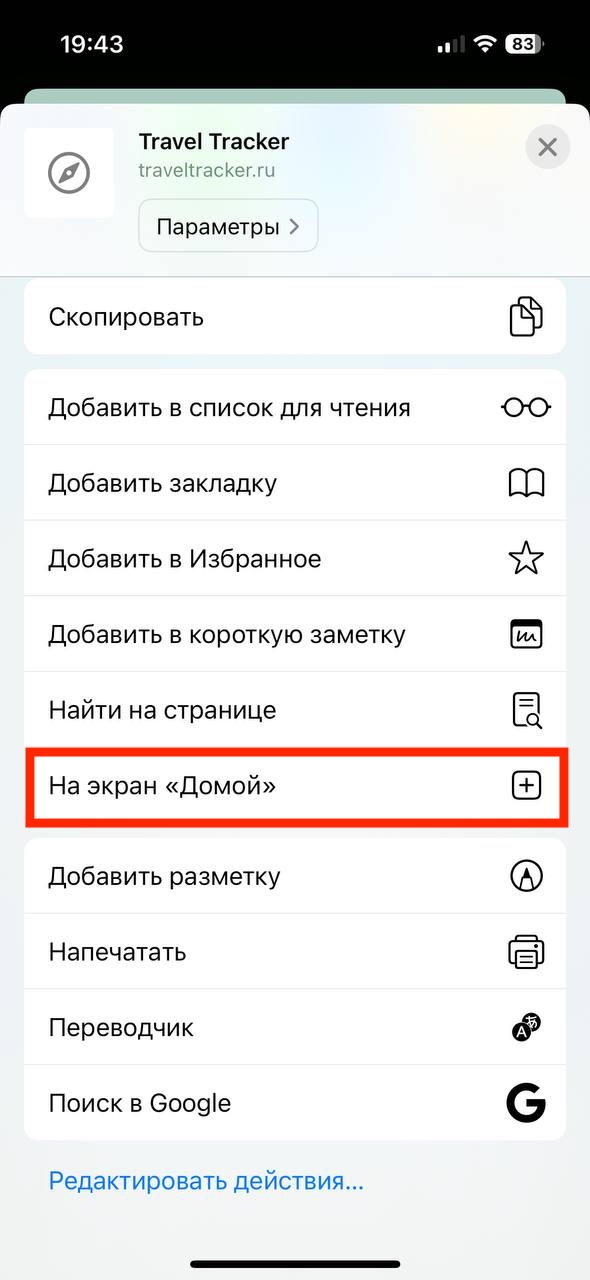 19:43
83
Travel Tracker
traveltracker.ru
Параметры
Скопировать
Добавить в список для чтения
Добавить закладку
Добавить в Избранное
Добавить в короткую заметку
Найти на странице
На экран «Домой»
Добавить разметку
Напечатать
Переводчик
Поиск в Google
Редактировать действия...